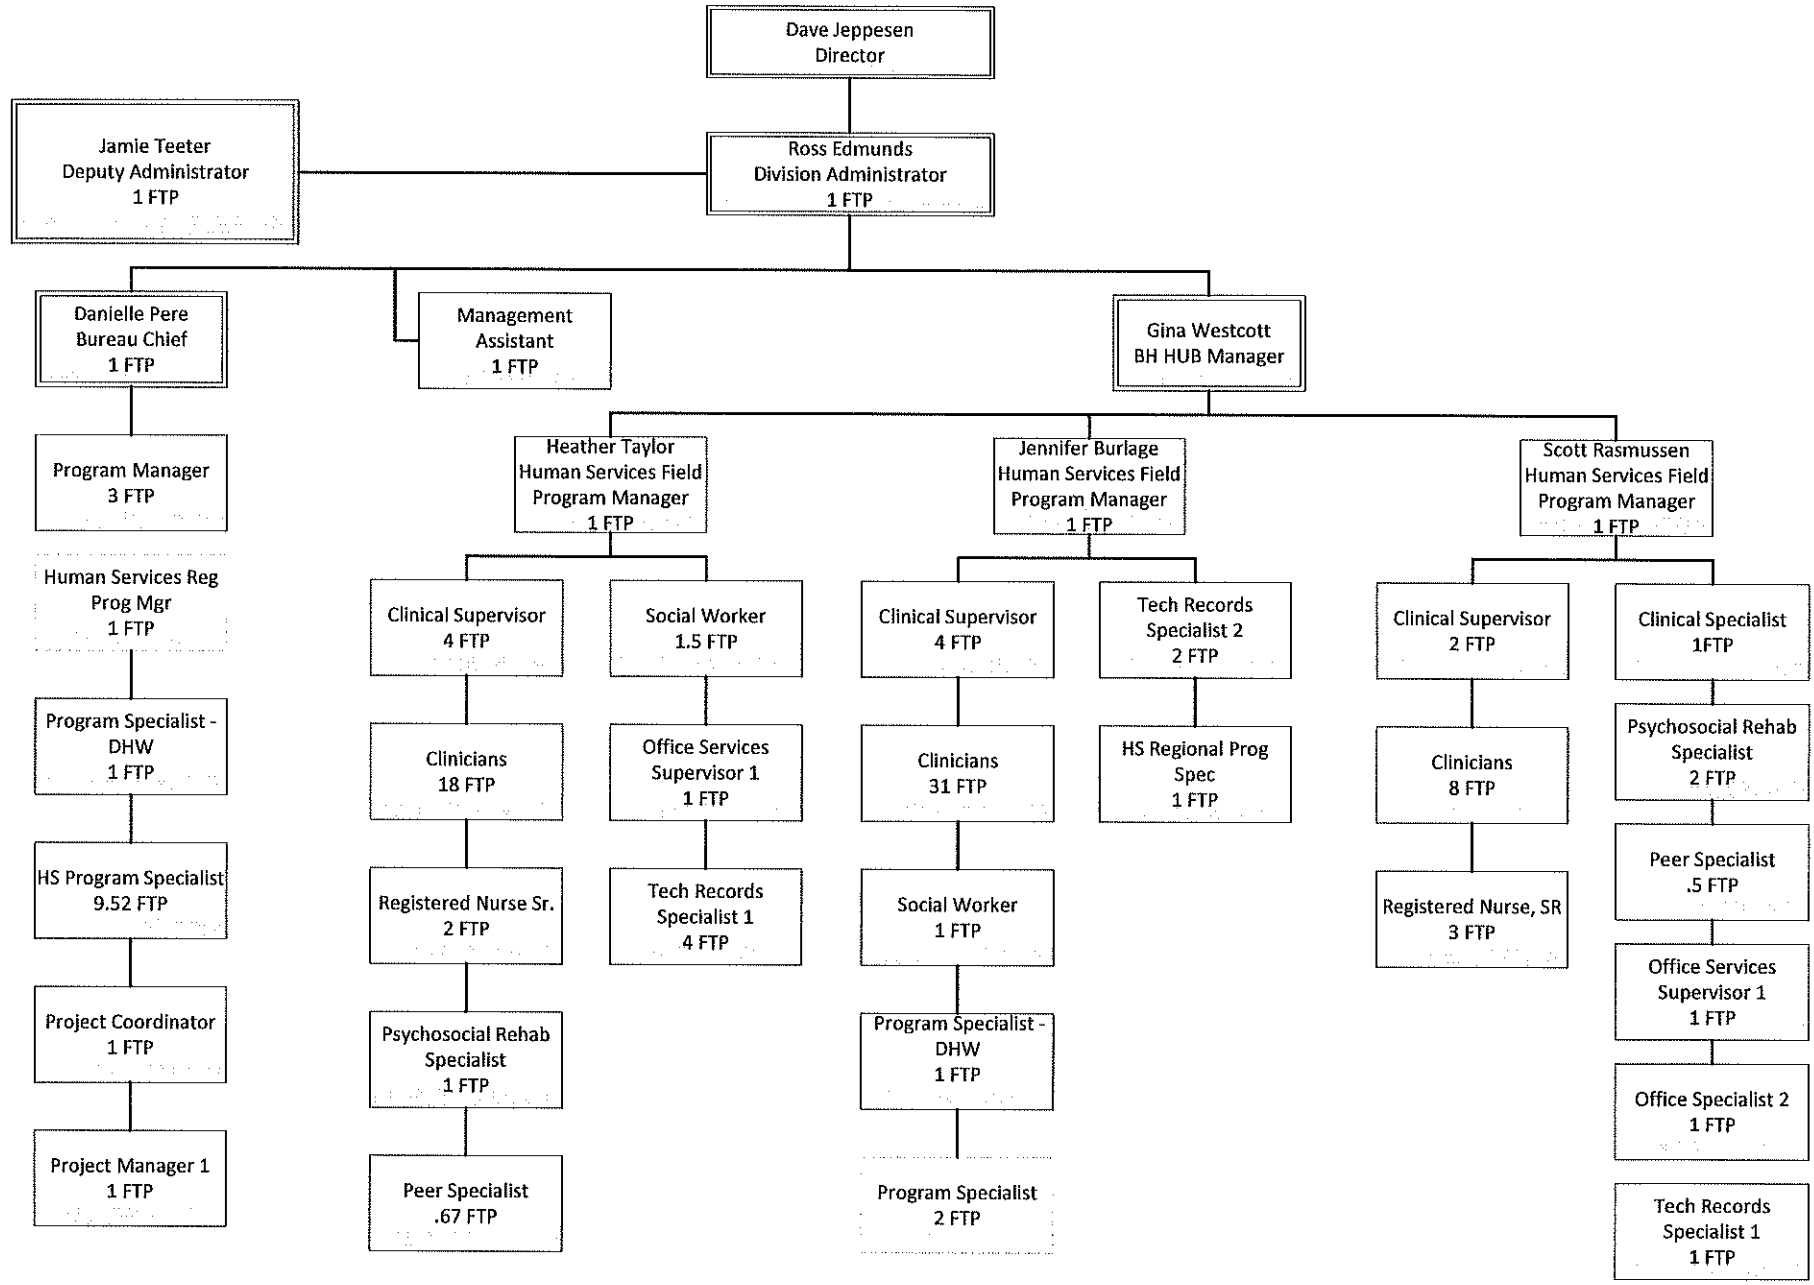 Dave Jeppesen
Director
Jamie Teeter
Deputy Administrator
1 FTP
Ross Edmunds
Division Administrator
1 FTP
Danielle Pere
Bureau Chief
1 FTP
Management
Assistant
1 FTP
Gina Westcott
BH HUB Manager
Program Manager
3 FTP
Human Services Reg
Prog Mgr
1 FTP
Program Specialist -
DHW
1 FTP
HS Program Specialist
9.52 FTP
Project Coordinator
1 FTP
Project Manager 1
1 FTP
Heather Taylor
Human Services Field
Program Manager
1 FTP
Clinical Supervisor
4 FTP
Clinicians
18 FTP
Registered Nurse Sr.
2 FTP
Psychosocial Rehab
Specialist
1 FTP
Peer Specialist
.67 FTP
Social Worker
1.5 FTP
Office Services
Supervisor 1
1 FTP
Tech Records
Specialist 1
4 FTP
Jennifer Burlage
Human Services Field
Program Manager
1 FTP
Clinical Supervisor
4 FTP
Clinicians
31 FTP
Social Worker
1 FTP
Program Specialist -
DHW
1 FTP
Program Specialist
2 FTP
Tech Records
Specialist 2
2 FTP
HS Regional Prog
Spec
1 FTP
Scott Rasmussen
Human Services Field
Program Manager
1 FTP
Clinical Supervisor
2 FTP
Clinicians
8 FTP
Registered Nurse, SR
3 FTP
Clinical Specialist
1FTP
Psychosocial Rehab
Specialist
2 FTP
Peer Specialist
.5 FTP
Office Services
Supervisor 1
1 FTP
Office Specialist 2
1 FTP
Tech Records
Specialist 1
1 FTP